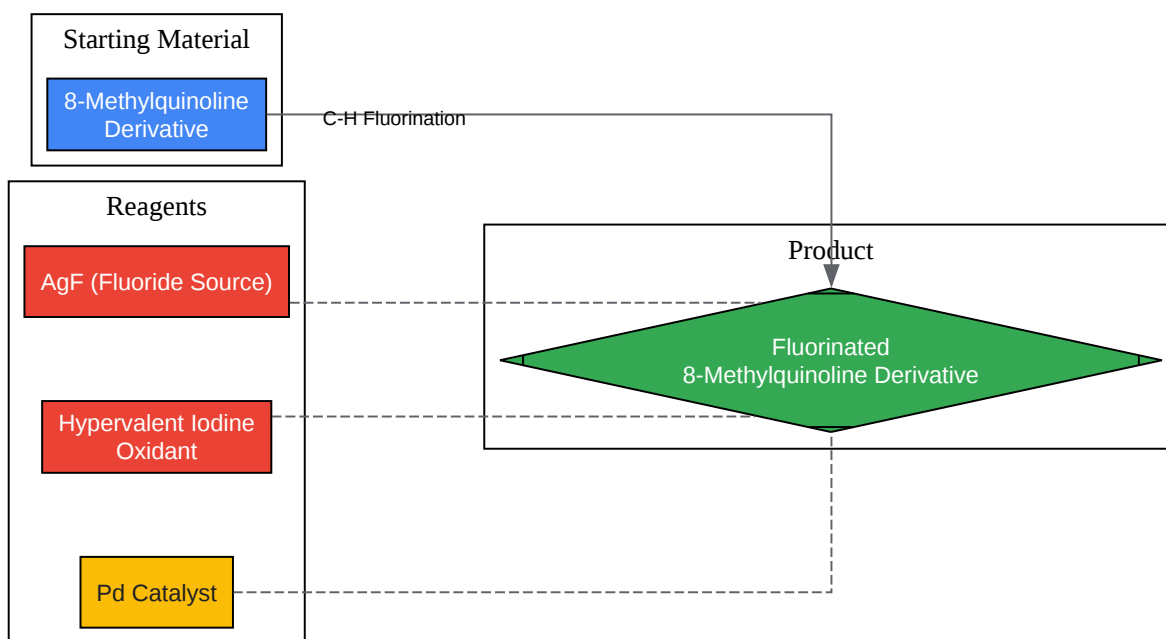 Starting Material
8-Methylquinoline
Derivative
C-H Fluorination
Reagents
AgF (Fluoride Source)
Hypervalent Iodine
Oxidant
Pd Catalyst
Product
Fluorinated
8-Methylquinoline Derivative